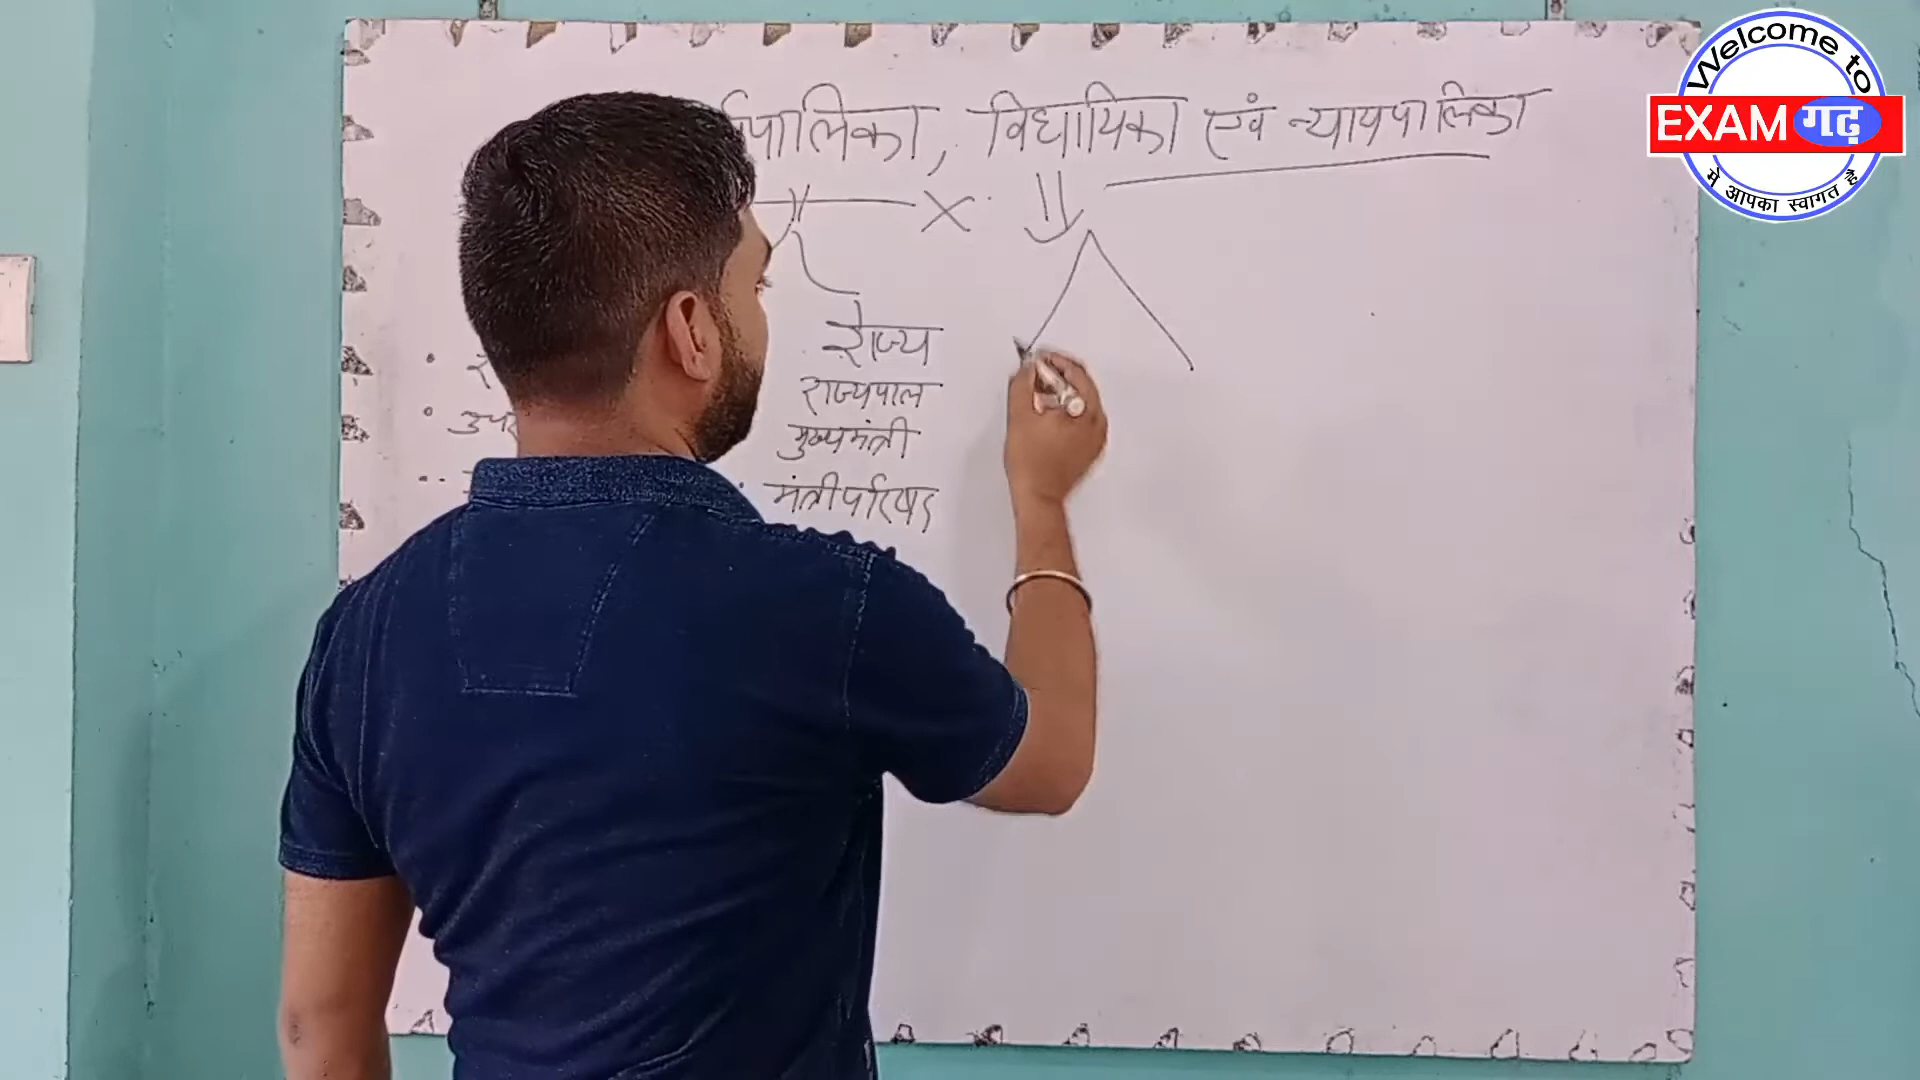 Welcome to
EXAM गढ़
में आपका स्वागत है
पालिका, विधायिका एवं न्यायपालिका
राज्य
राज्यपाल
मुख्यमंत्री
मंत्रीपरिषद